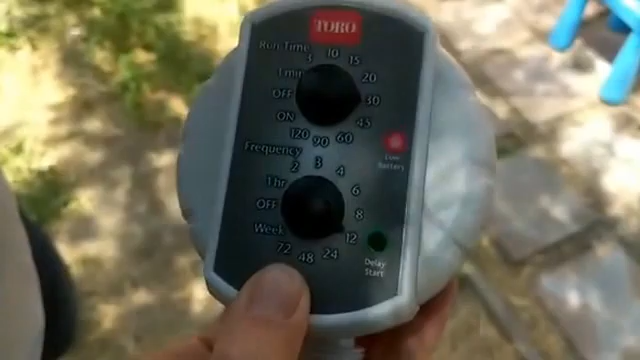 TORO
Run Time
3 10 15
1 min 20
OFF 30
ON 45
120 90 60
Low
Battery
Frequency
2 3 4
1hr 6
OFF 8
Week 12
72 48 24
Delay
Start